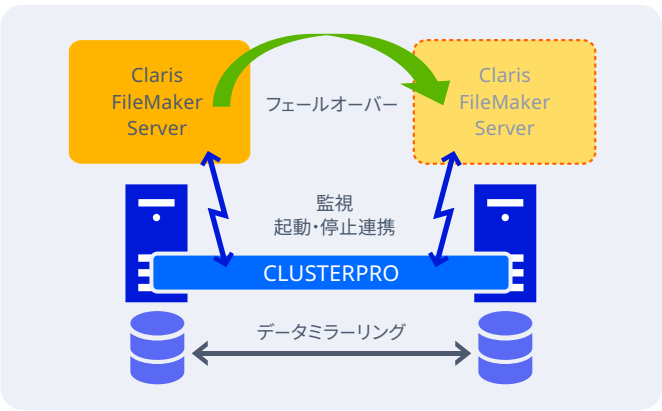 Claris
FileMaker
Server
フェールオーバー
Claris
FileMaker
Server
監視
起動・停止連携
CLUSTERPRO
データミラーリング